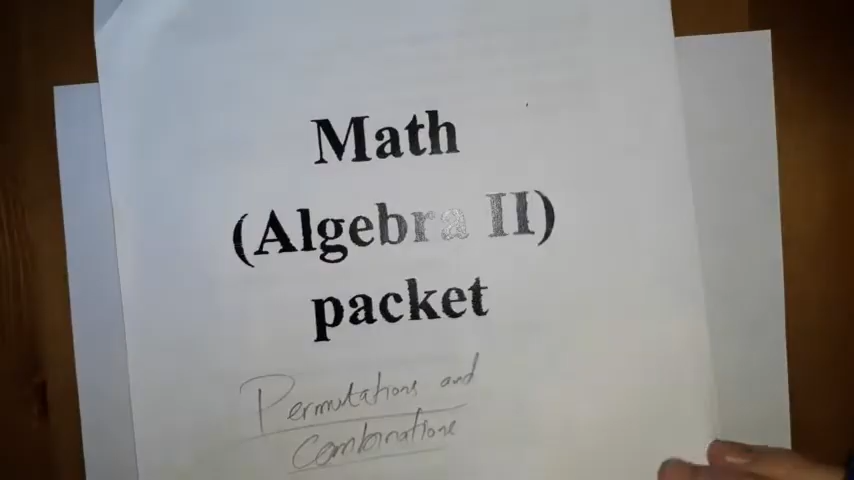 Math
(Algebra II)
packet
Permutations and
Combinations